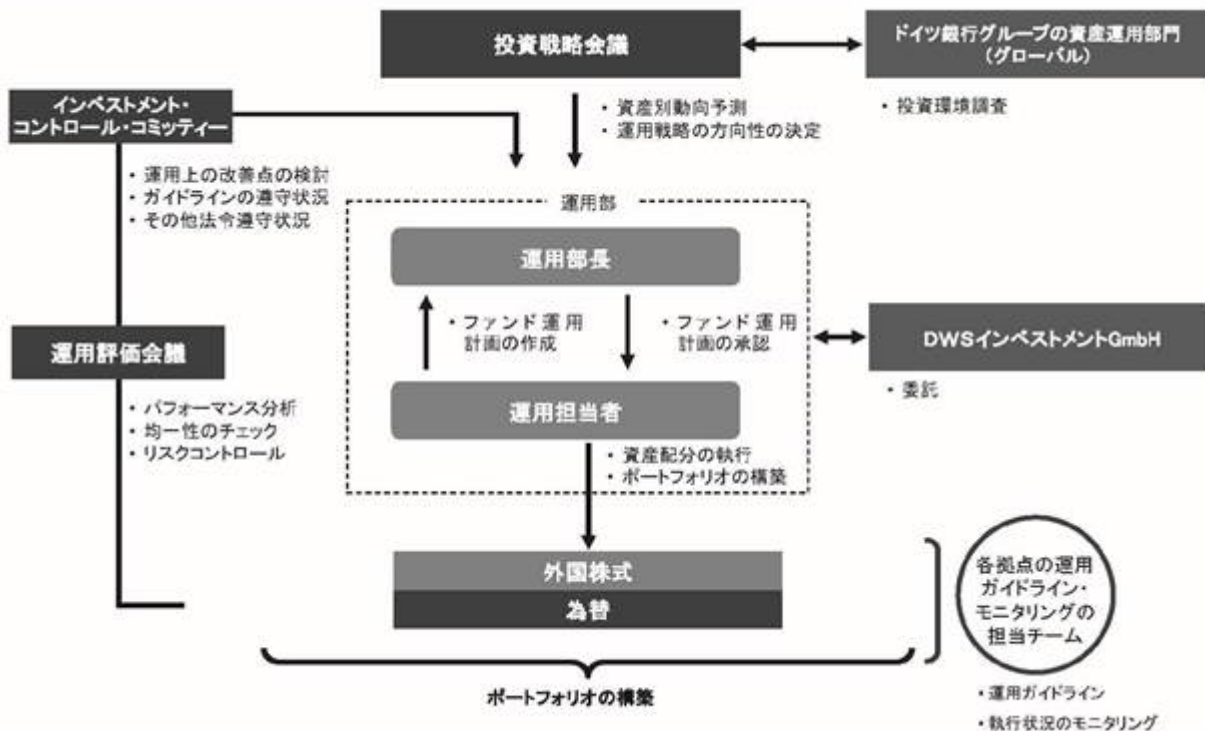 投資戦略会議
ドイツ銀行グループの資産運用部門
(グローバル)
・投資環境調査
インベストメント・
コントロール・コミッティー
・資産別動向予測
・運用戦略の方向性の決定
・運用上の改善点の検討
・ガイドラインの遵守状況
・その他法令遵守状況
運用部
運用部長
・ファンド運用
計画の作成
・ファンド運用
計画の承認
DWSインベストメントGmbH
・委託
運用評価会議
・パフォーマンス分析
・均一性のチェック
・リスクコントロール
運用担当者
・資産配分の執行
・ポートフォリオの構築
外国株式
為替
各拠点の運用
ガイドライン・
モニタリングの
担当チーム
・運用ガイドライン
・執行状況のモニタリング
ポートフォリオの構築